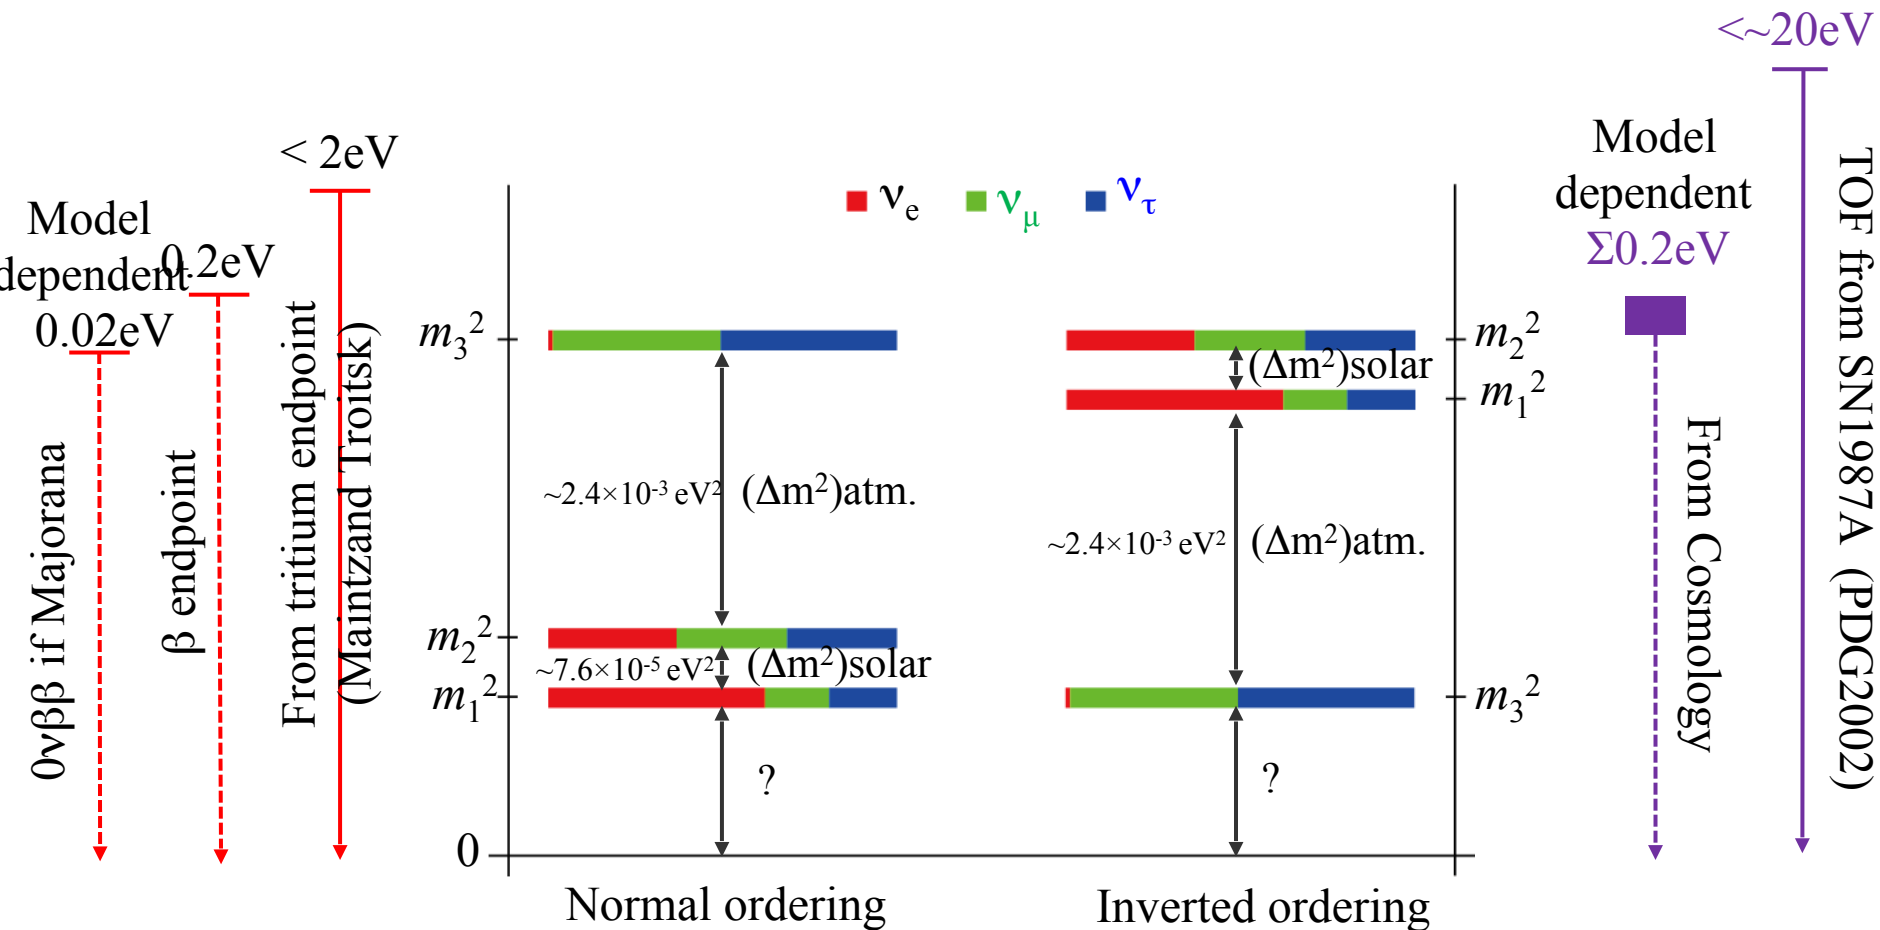 <~20eV
TOF from SN1987A (PDG2002)
Model
dependent
Σ0.2eV
From Cosmology
< 2eV
From tritium endpoint
(Maintzand Troitsk)
Model
dependent
0.02eV
0νββ if Majorana
0.2eV
β endpoint
νe
νμ
ντ
m₃²
~2.4×10⁻³ eV² (Δm²)atm.
m₂²
~7.6×10⁻⁵ eV² (Δm²)solar
m₁²
?
0
Normal ordering
m₂²
(Δm²)solar
m₁²
~2.4×10⁻³ eV² (Δm²)atm.
m₃²
?
Inverted ordering